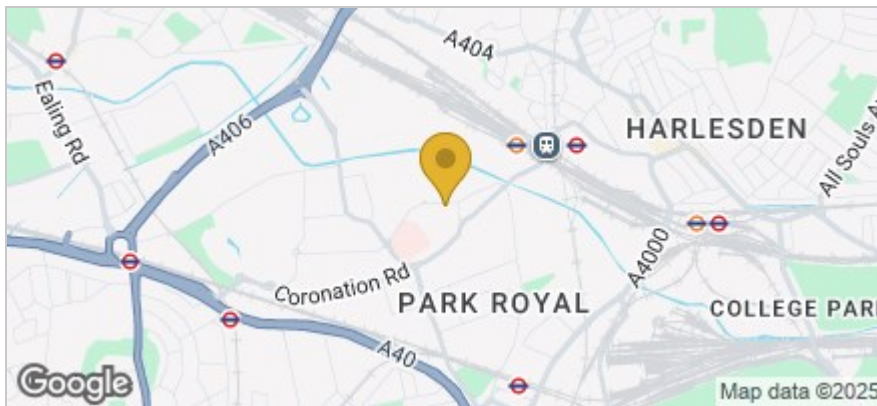 A404
HARLESDEN
Ealing Rd
A406
All Souls A
A4000
Coronation Rd
PARK ROYAL
COLLEGE PAR
A40
Google
Map data ©2025